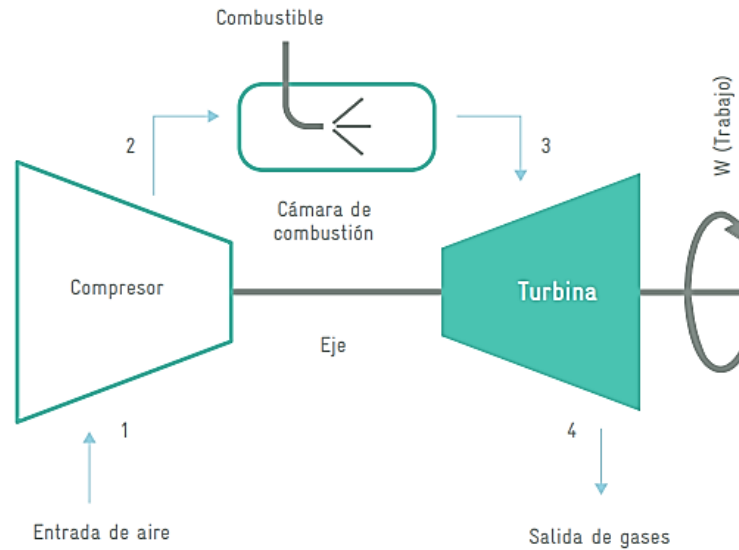 Combustible
2
3
W (Trabajo)
Cámara de
combustión
Compresor
Turbina
Eje
1
4
Entrada de aire
Salida de gases